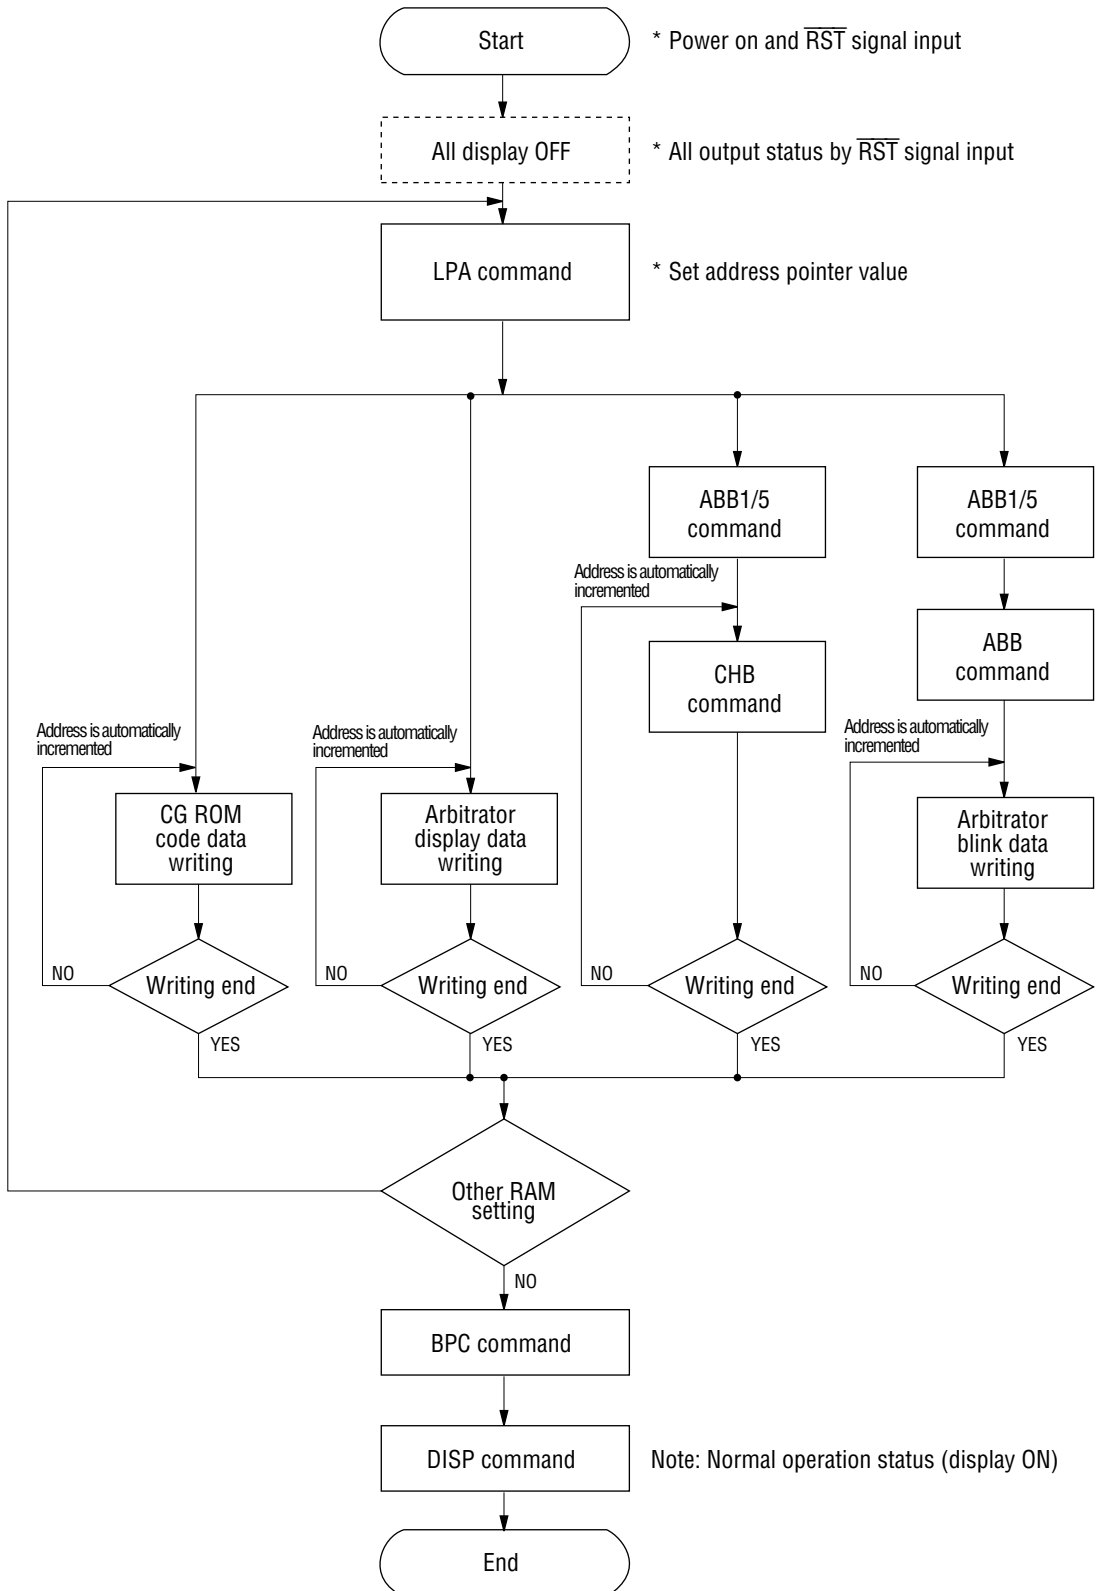 Start
* Power on and R̅S̅T̅ signal input
All display OFF
* All output status by R̅S̅T̅ signal input
LPA command
* Set address pointer value
ABB1/5
command
ABB1/5
command
Address is automatically
incremented
CHB
command
ABB
command
Address is automatically
incremented
Address is automatically
incremented
Address is automatically
incremented
CG ROM
code data
writing
Arbitrator
display data
writing
Arbitrator
blink data
writing
NO
Writing end
YES
NO
Writing end
YES
NO
Writing end
YES
NO
Writing end
YES
Other RAM
setting
NO
BPC command
DISP command
Note: Normal operation status (display ON)
End